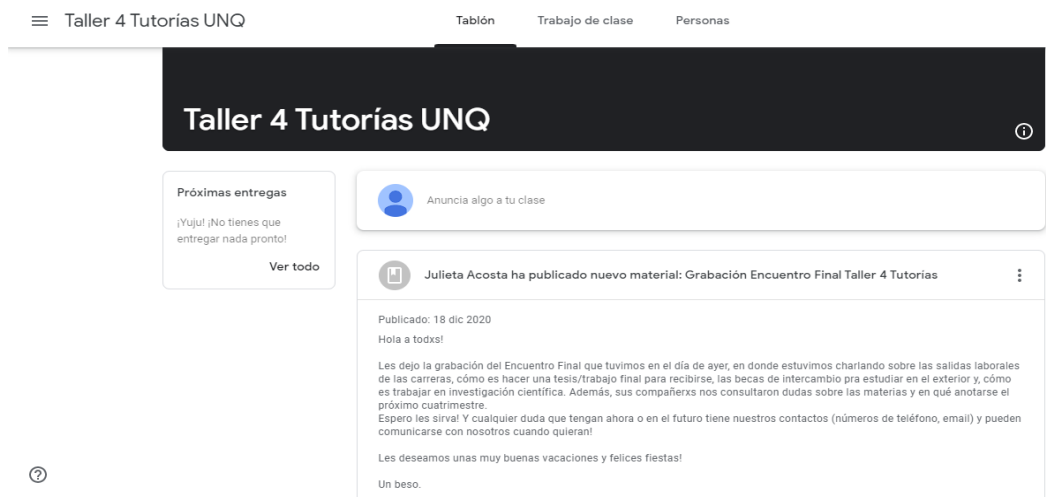 Taller 4 Tutorías UNQ
Tablón
Trabajo de clase
Personas
Taller 4 Tutorías UNQ
Próximas entregas
¡Yuju! ¡No tienes que
entregar nada pronto!
Ver todo
Anuncia algo a tu clase
Julieta Acosta ha publicado nuevo material: Grabación Encuentro Final Taller 4 Tutorías
Publicado: 18 dic 2020
Hola a todxs!
Les dejo la grabación del Encuentro Final que tuvimos en el día de ayer, en donde estuvimos charlando sobre las salidas laborales
de las carreras, cómo es hacer una tesis/trabajo final para recibirse, las becas de intercambio pra estudiar en el exterior y, cómo
es trabajar en investigación científica. Además, sus compañerxs nos consultaron dudas sobre las materias y en qué anotarse el
próximo cuatrimestre.
Espero les sirva! Y cualquier duda que tengan ahora o en el futuro tiene nuestros contactos (números de teléfono, email) y pueden
comunicarse con nosotros cuando quieran!
Les deseamos unas muy buenas vacaciones y felices fiestas!
Un beso.